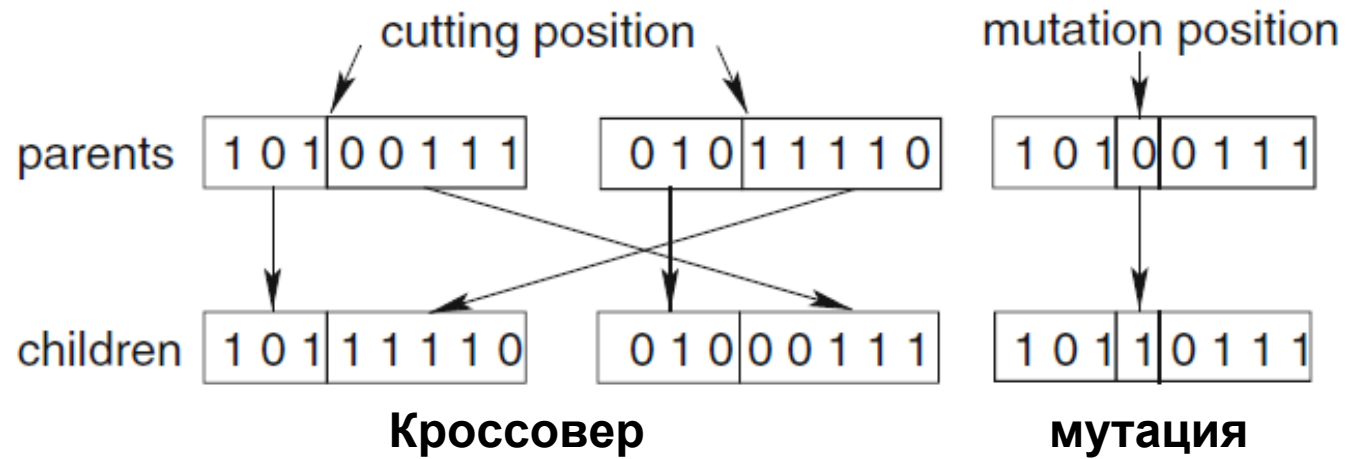 cutting position mutation position
parents 1 0 1 0 0 1 1 1 0 1 0 1 1 1 1 0 1 0 1 0 0 1 1 1
children 1 0 1 1 1 1 1 0 0 1 0 0 0 1 1 1 1 0 1 1 0 1 1 1
Кроссовер мутация